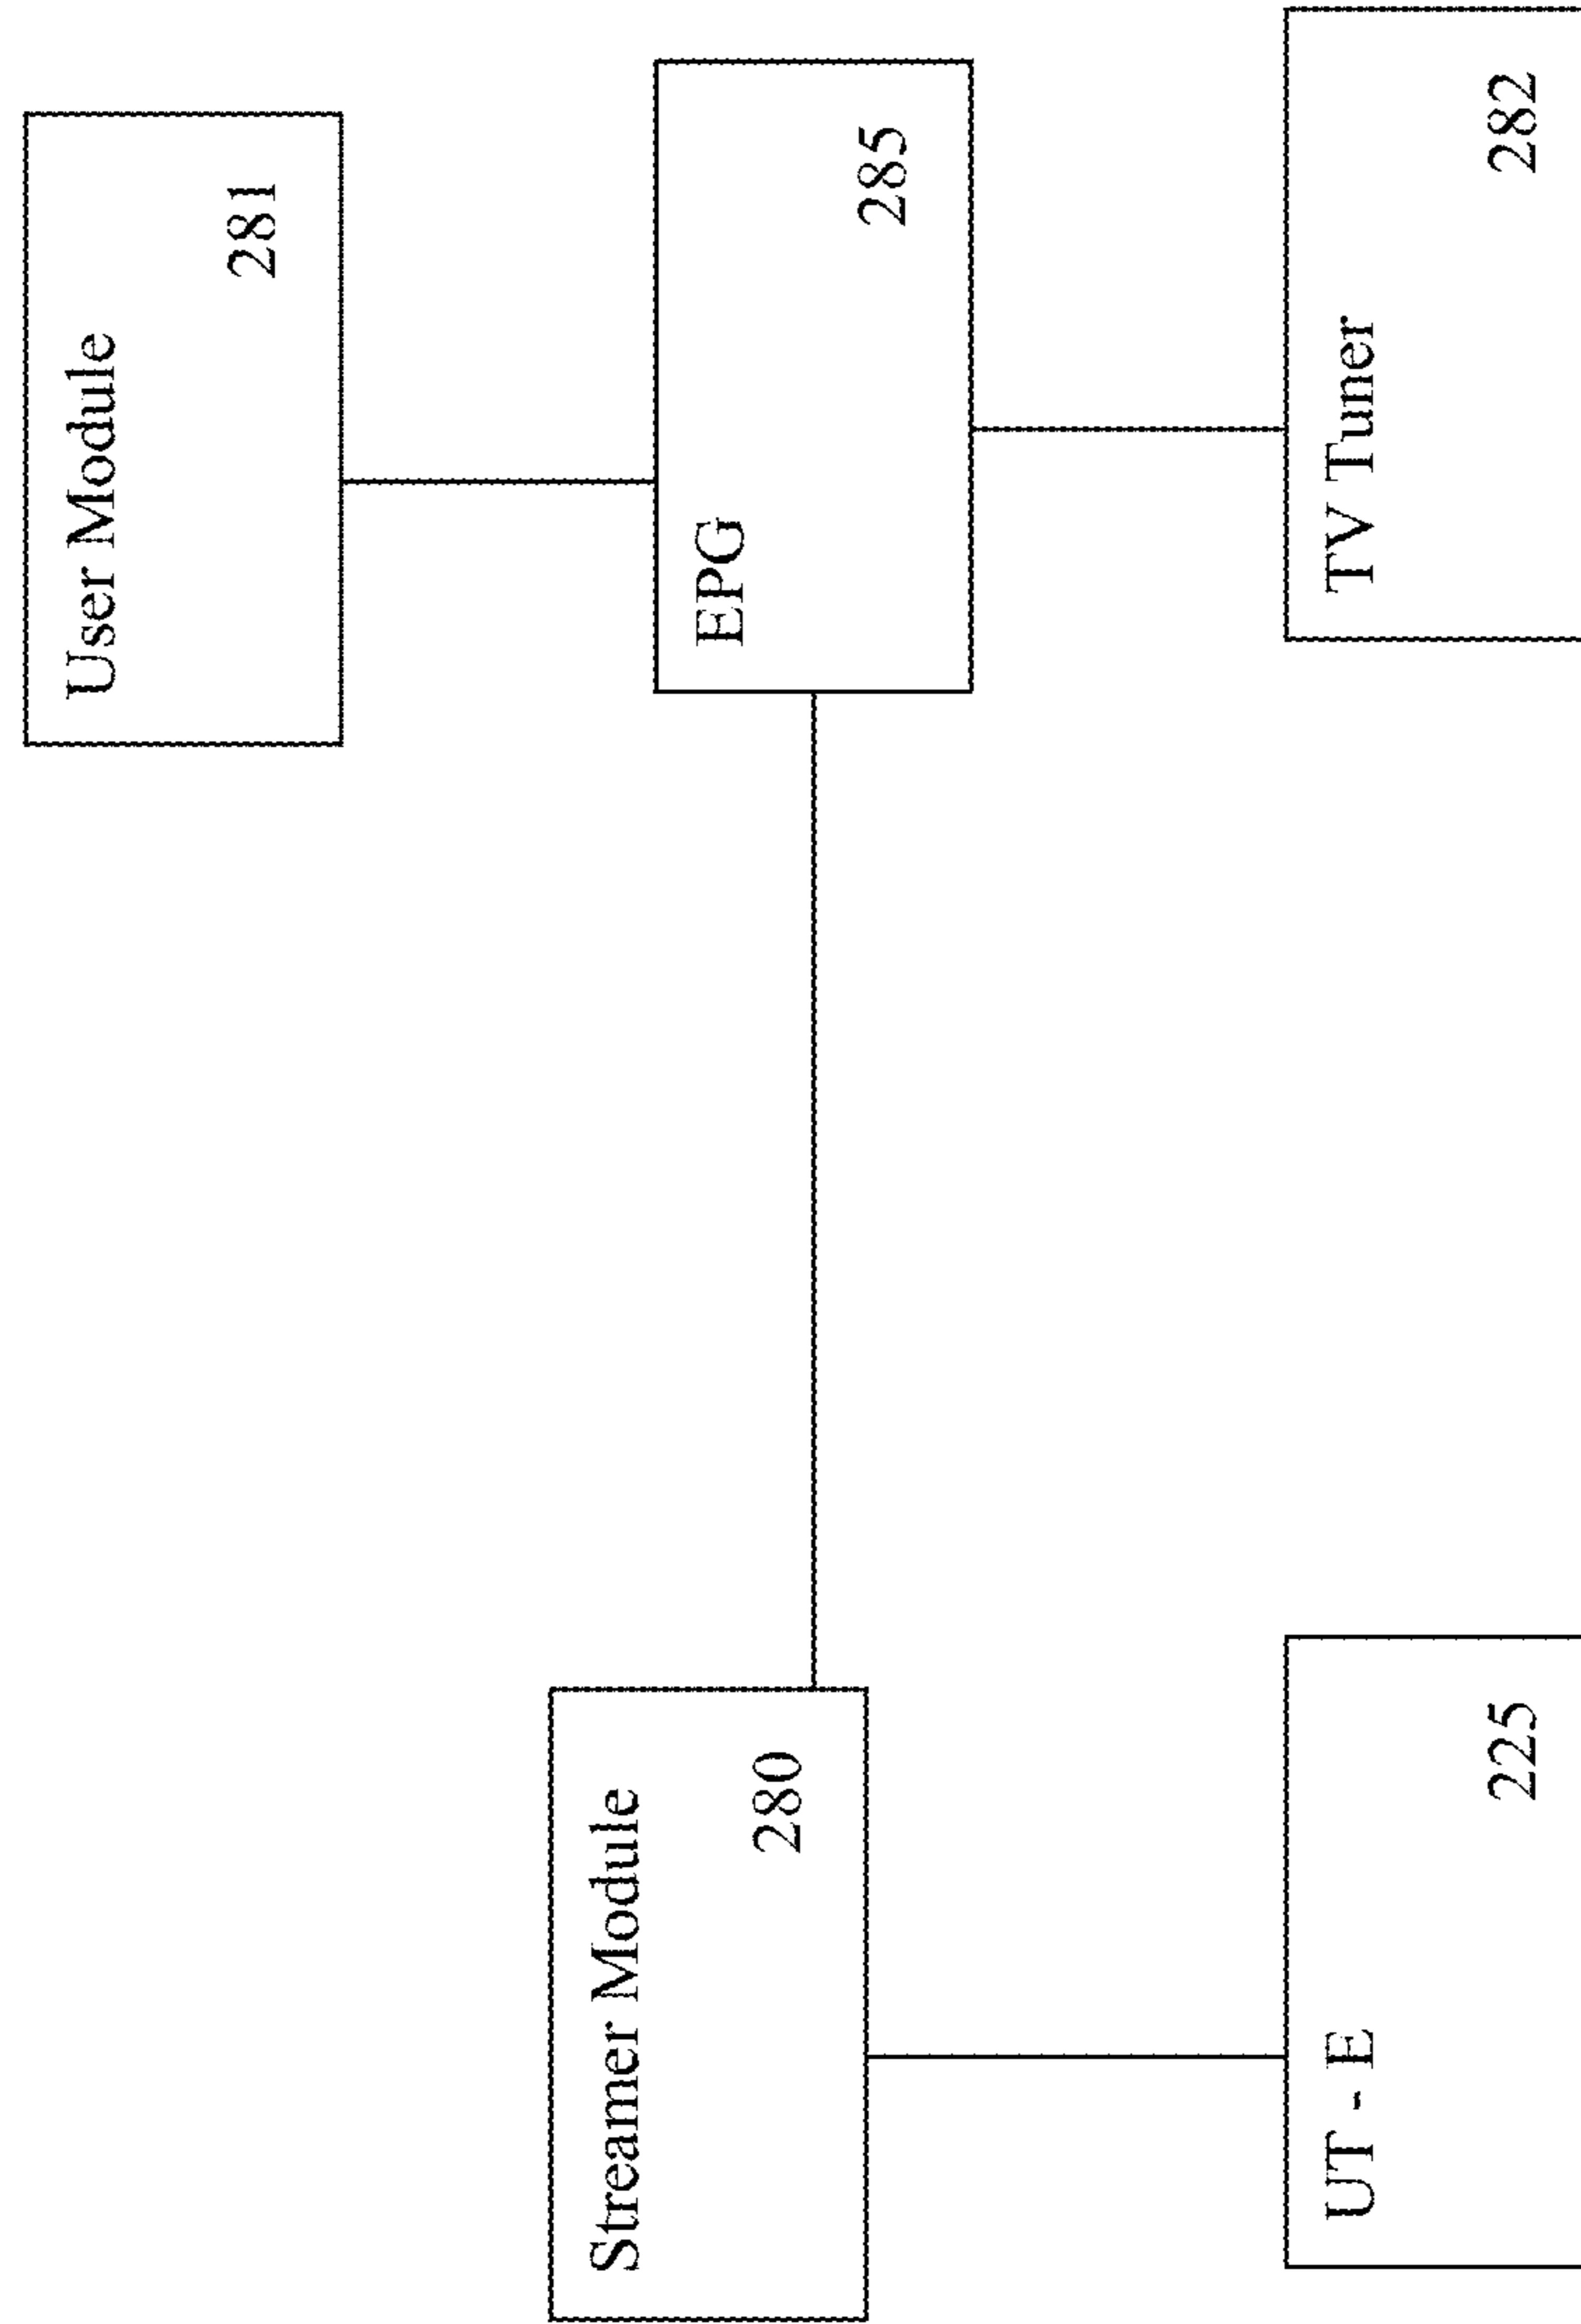 User Module
281
Streamer Module
280
EPG
285
UT - E
225
TV Tuner
282